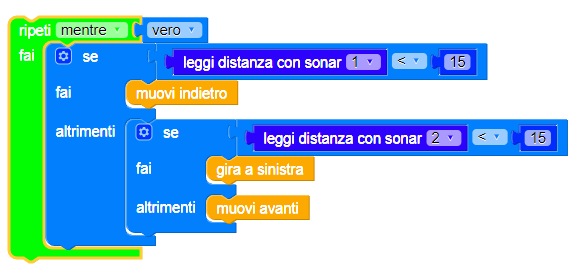 ripeti mentre vero
fai se leggi distanza con sonar 1 < 15
fai muovi indietro
altrimenti se leggi distanza con sonar 2 < 15
fai gira a sinistra
altrimenti muovi avanti